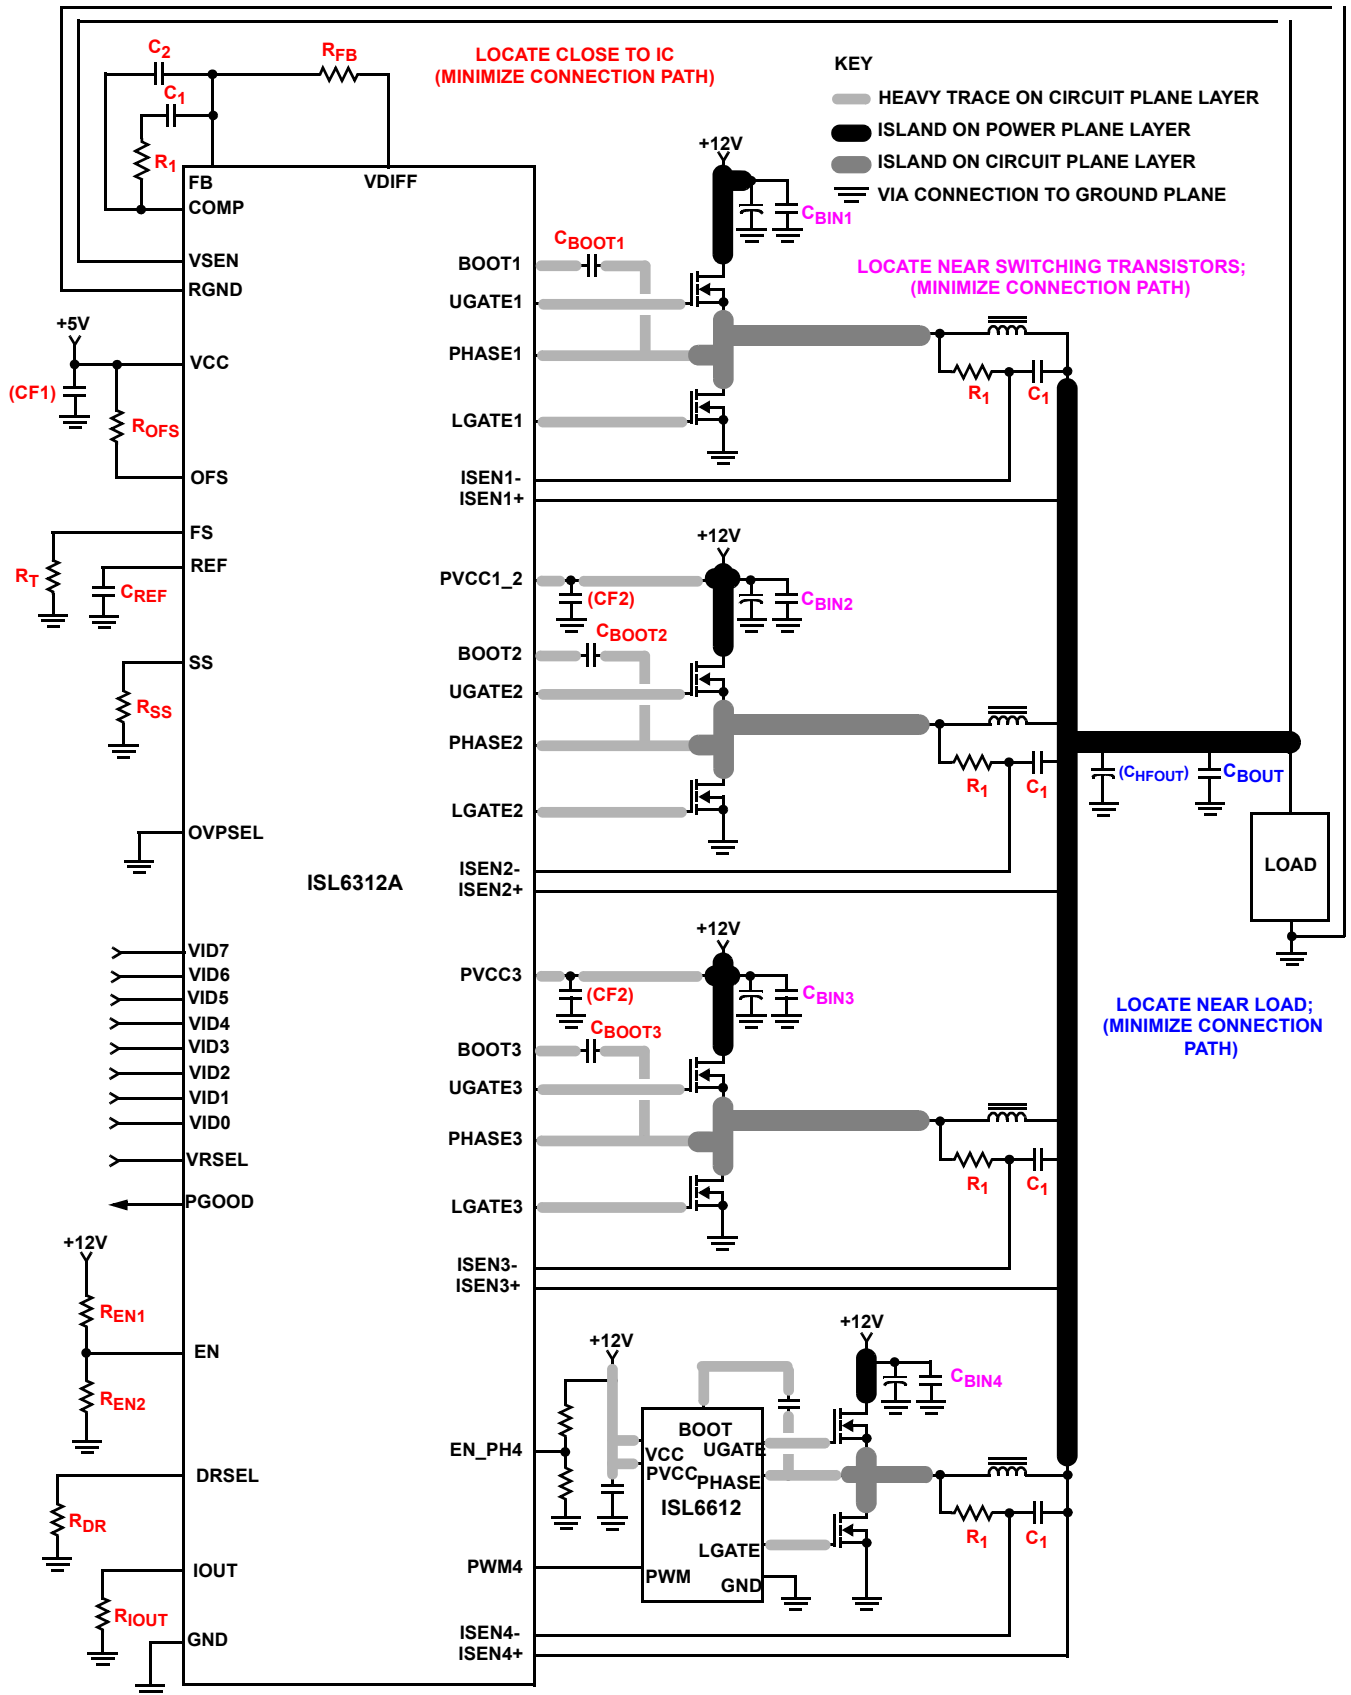 C2
RFB
C1
R1
LOCATE CLOSE TO IC
(MINIMIZE CONNECTION PATH)
KEY
HEAVY TRACE ON CIRCUIT PLANE LAYER
ISLAND ON POWER PLANE LAYER
ISLAND ON CIRCUIT PLANE LAYER
VIA CONNECTION TO GROUND PLANE
LOCATE NEAR SWITCHING TRANSISTORS;
(MINIMIZE CONNECTION PATH)
FB
VDIFF
COMP
VSEN
RGND
+5V
VCC
(CF1)
ROFS
OFS
FS
RT
REF
CREF
SS
RSS
OVPSEL
ISL6312A
VID7
VID6
VID5
VID4
VID3
VID2
VID1
VID0
VRSEL
PGOOD
+12V
REN1
EN
REN2
DRSEL
RDR
IOUT
RIOUT
GND
+12V
CBIN1
BOOT1
CBOOT1
UGATE1
PHASE1
LGATE1
R1
C1
ISEN1-
ISEN1+
+12V
PVCC1_2
(CF2)
CBIN2
BOOT2
CBOOT2
UGATE2
PHASE2
LGATE2
R1
C1
ISEN2-
ISEN2+
(CHFOUT)
CBOUT
LOAD
LOCATE NEAR LOAD;
(MINIMIZE CONNECTION
PATH)
+12V
PVCC3
(CF2)
CBIN3
BOOT3
CBOOT3
UGATE3
PHASE3
LGATE3
R1
C1
ISEN3-
ISEN3+
+12V
+12V
CBIN4
EN_PH4
BOOT
UGATE
VCC
PVCC
PHASE
ISL6612
LGATE
PWM
GND
R1
C1
PWM4
ISEN4-
ISEN4+